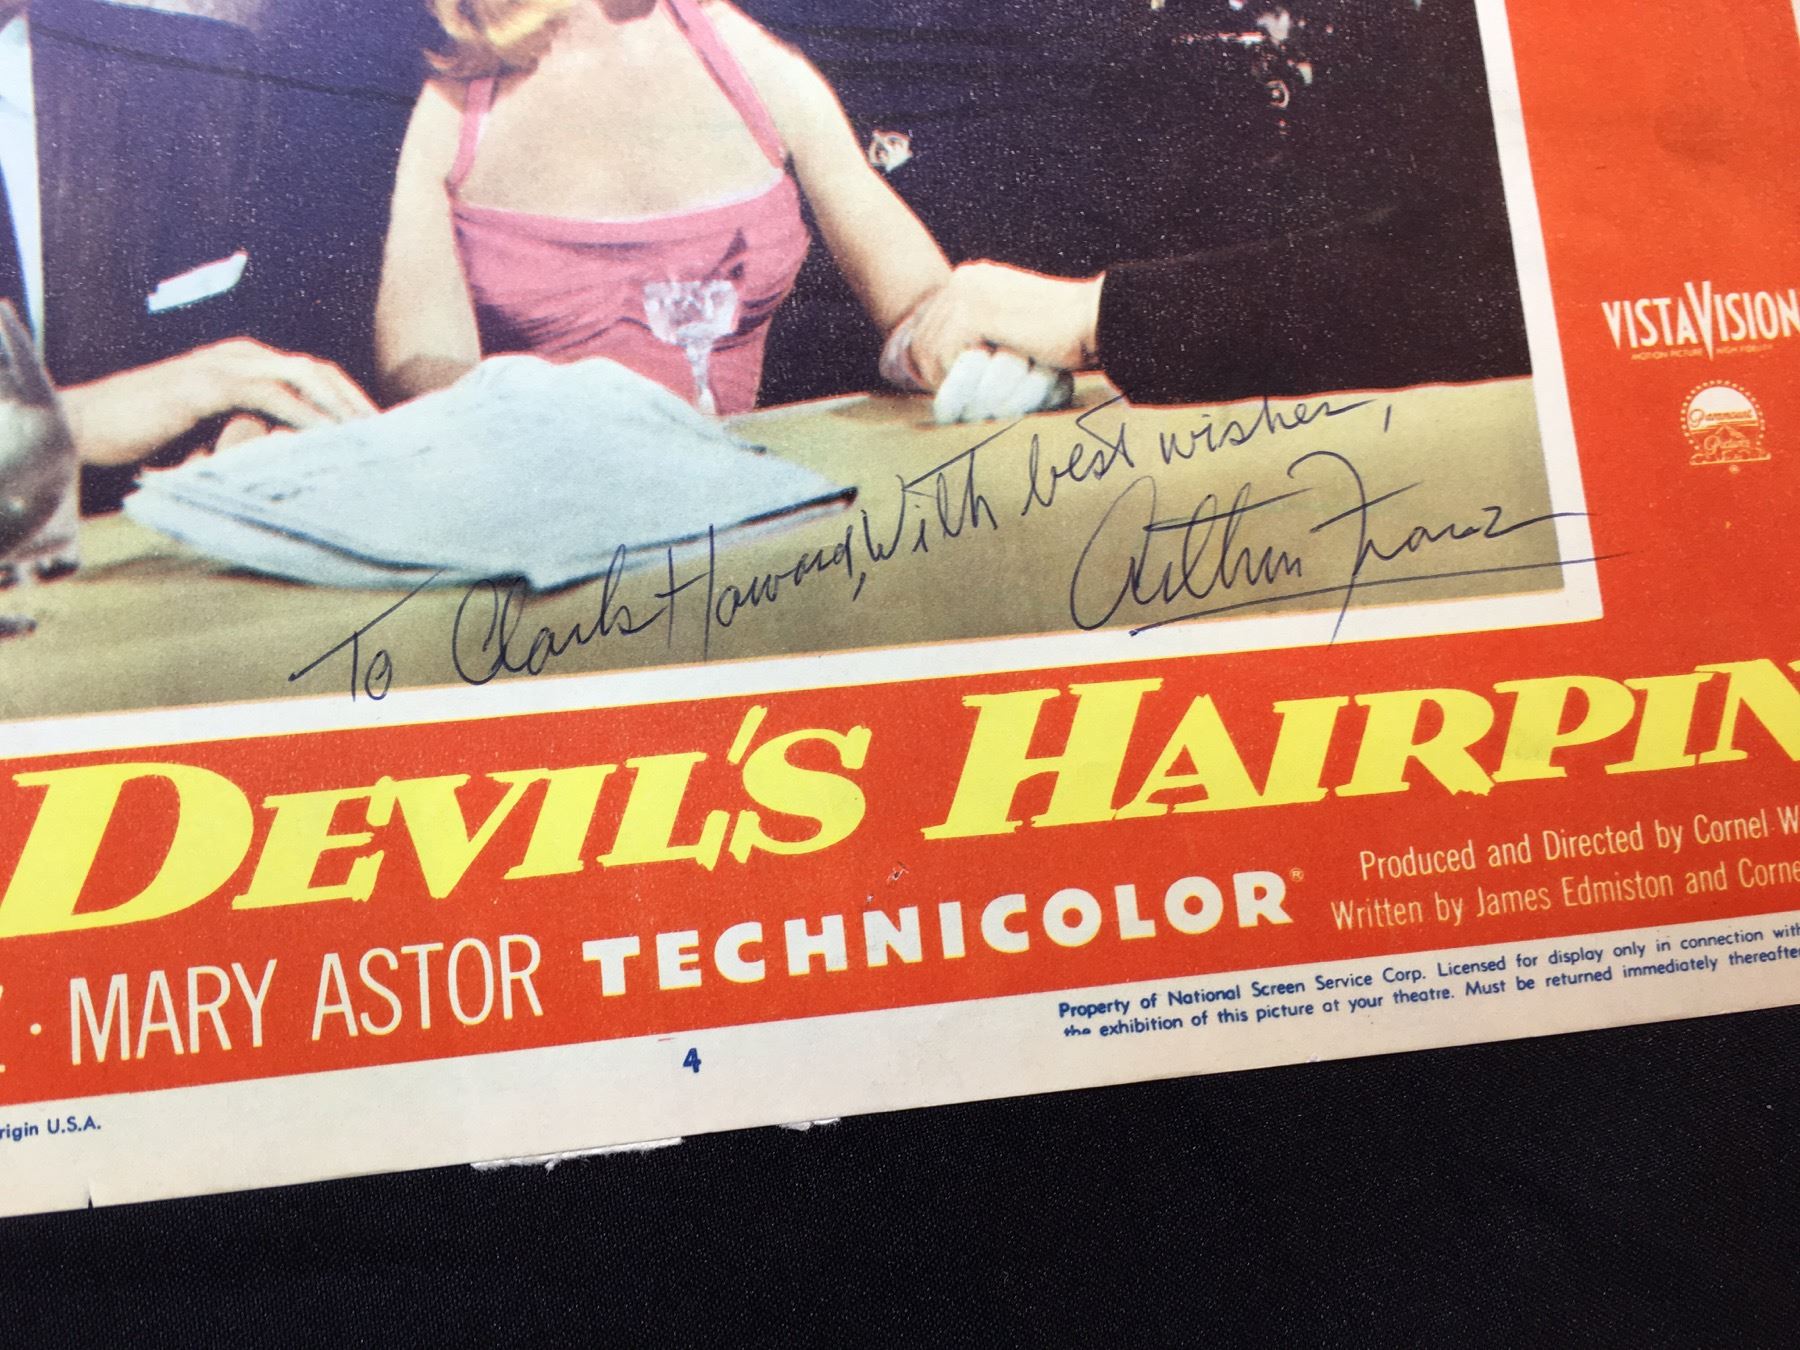 To Clark Howard, With best wishes,
Arthur Franz
VISTAVISION
MOTION PICTURE HIGH FIDELITY
Paramount
Pictures
DEVIL'S HAIRPIN
Produced and Directed by Cornel W
Written by James Edmiston and Corne
· MARY ASTOR TECHNICOLOR®
Property of National Screen Service Corp. Licensed for display only in connection with
the exhibition of this picture at your theatre. Must be returned immediately thereafter
4
rigin U.S.A.